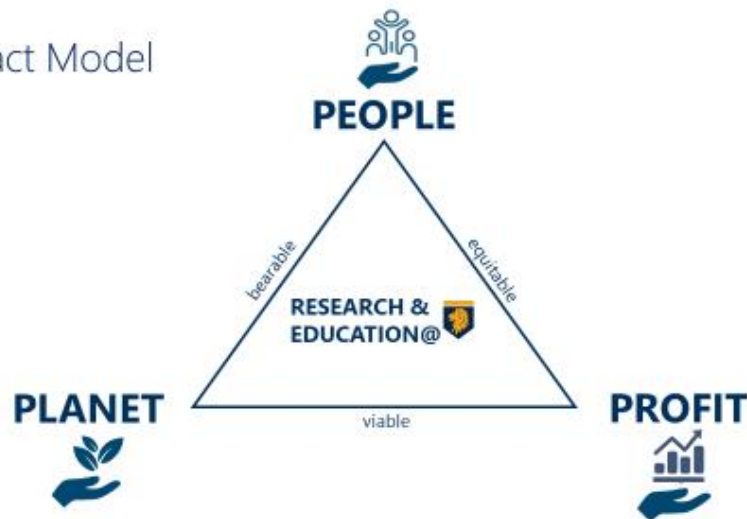 act Model
PEOPLE
bearable
equitable
RESEARCH &
EDUCATION@
PLANET
PROFIT
viable